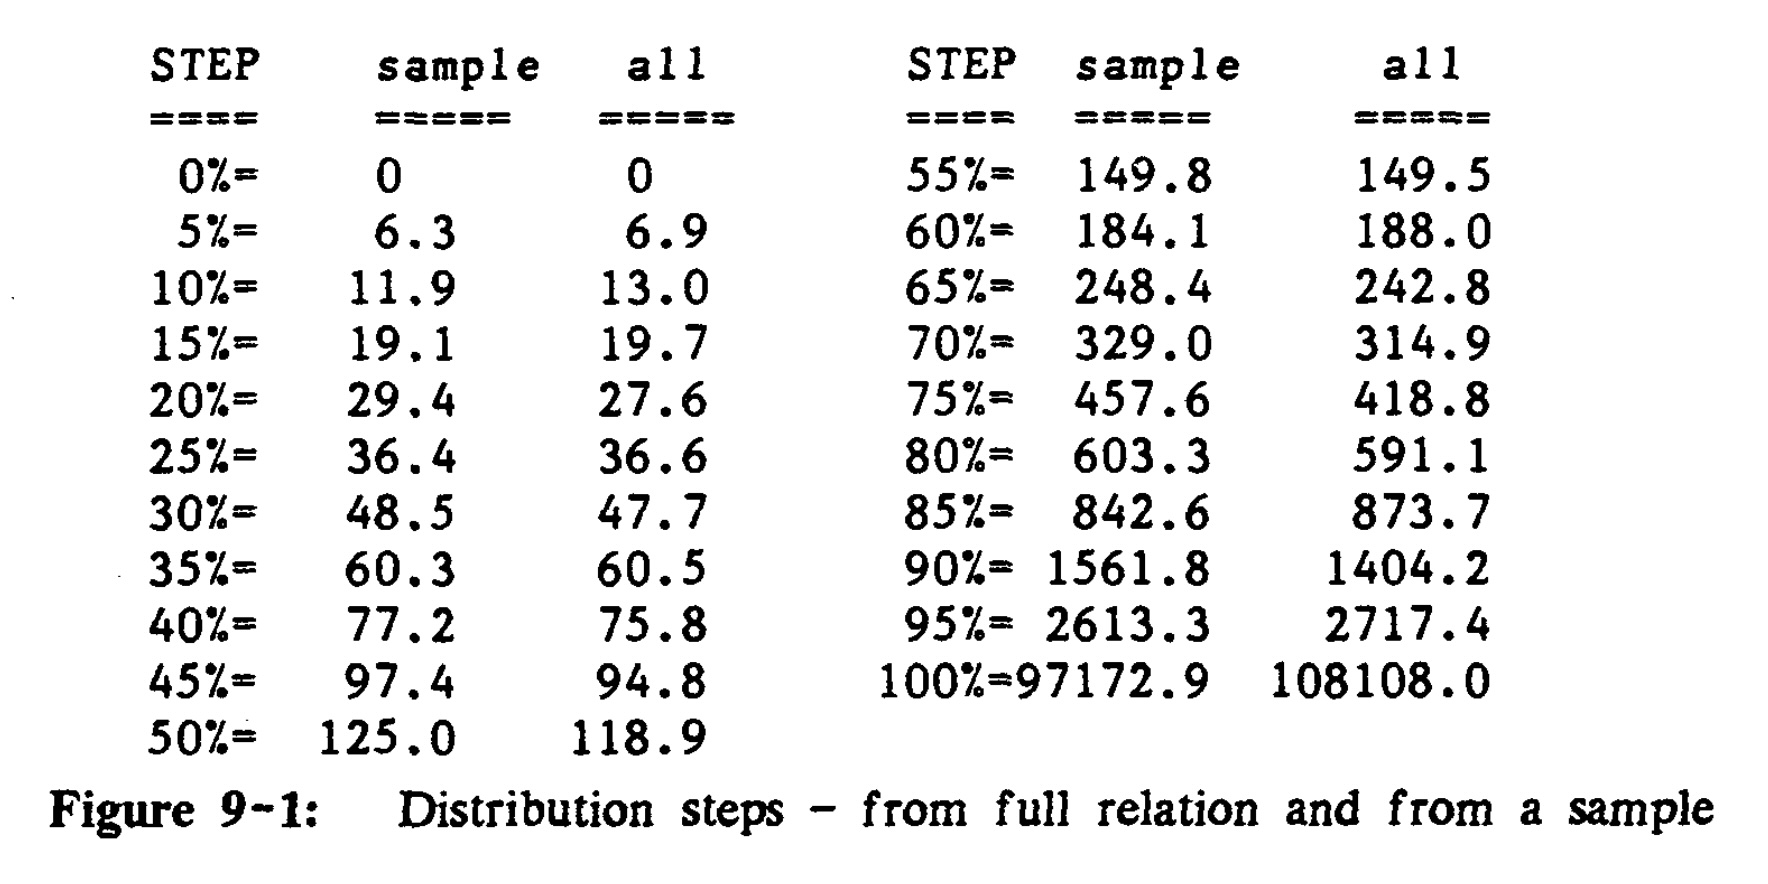 STEP sample all STEP sample all
==== ===== ===== ==== ===== =====
0%= 0 0 55%= 149.8 149.5
5%= 6.3 6.9 60%= 184.1 188.0
10%= 11.9 13.0 65%= 248.4 242.8
15%= 19.1 19.7 70%= 329.0 314.9
20%= 29.4 27.6 75%= 457.6 418.8
25%= 36.4 36.6 80%= 603.3 591.1
30%= 48.5 47.7 85%= 842.6 873.7
35%= 60.3 60.5 90%= 1561.8 1404.2
40%= 77.2 75.8 95%= 2613.3 2717.4
45%= 97.4 94.8 100%=97172.9 108108.0
50%= 125.0 118.9
Figure 9-1: Distribution steps – from full relation and from a sample